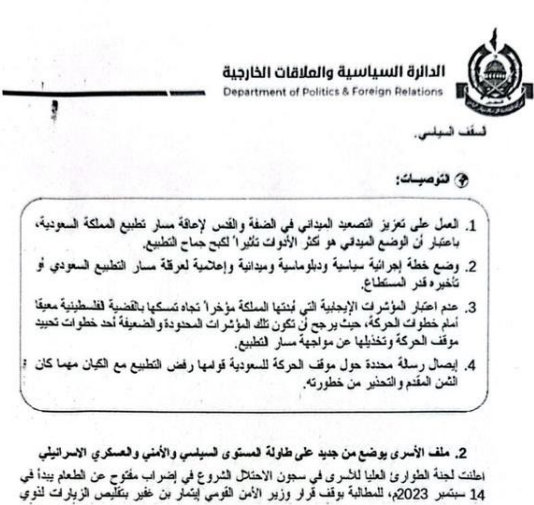 الدائرة السياسية والعلاقات الخارجية
Department of Politics & Foreign Relations
السقف السياسي.
التوصيات:
1. العمل على تعزيز التصعيد الميداني في الضفة والقدس لإعاقة مسار تطبيع المملكة السعودية،
باعتبار أن الوضع الميداني هو أكثر الأدوات تأثيراً لكبح جماح التطبيع.
2. وضع خطة إجرائية سياسية ودبلوماسية وميدانية وإعلامية لعرقلة مسار التطبيع السعودي أو
تأخيره قدر المستطاع.
3. عدم اعتبار المؤشرات الإيجابية التي أبدتها المملكة مؤخراً تجاه تمسكها بالقضية الفلسطينية معيقا
أمام خطوات الحركة، حيث يرجح أن تكون تلك المؤشرات المحدودة والضعيفة أحد خطوات تحييد
موقف الحركة وتخذيلها عن مواجهة مسار التطبيع.
4. إيصال رسالة محددة حول موقف الحركة للسعودية قوامها رفض التطبيع مع الكيان مهما كان
الثمن المقدم والتحذير من خطورته.
2. ملف الأسرى يوضع من جديد على طاولة المستوى السياسي والأمني والعسكري الاسرائيلي
اعلنت لجنة الطوارئ العليا للأسرى في سجون الاحتلال الشروع في إضراب مفتوح عن الطعام يبدأ في
14 سبتمبر 2023م، للمطالبة بوقف قرار وزير الأمن القومي إيتمار بن غفير بتقليص الزيارات لذوي